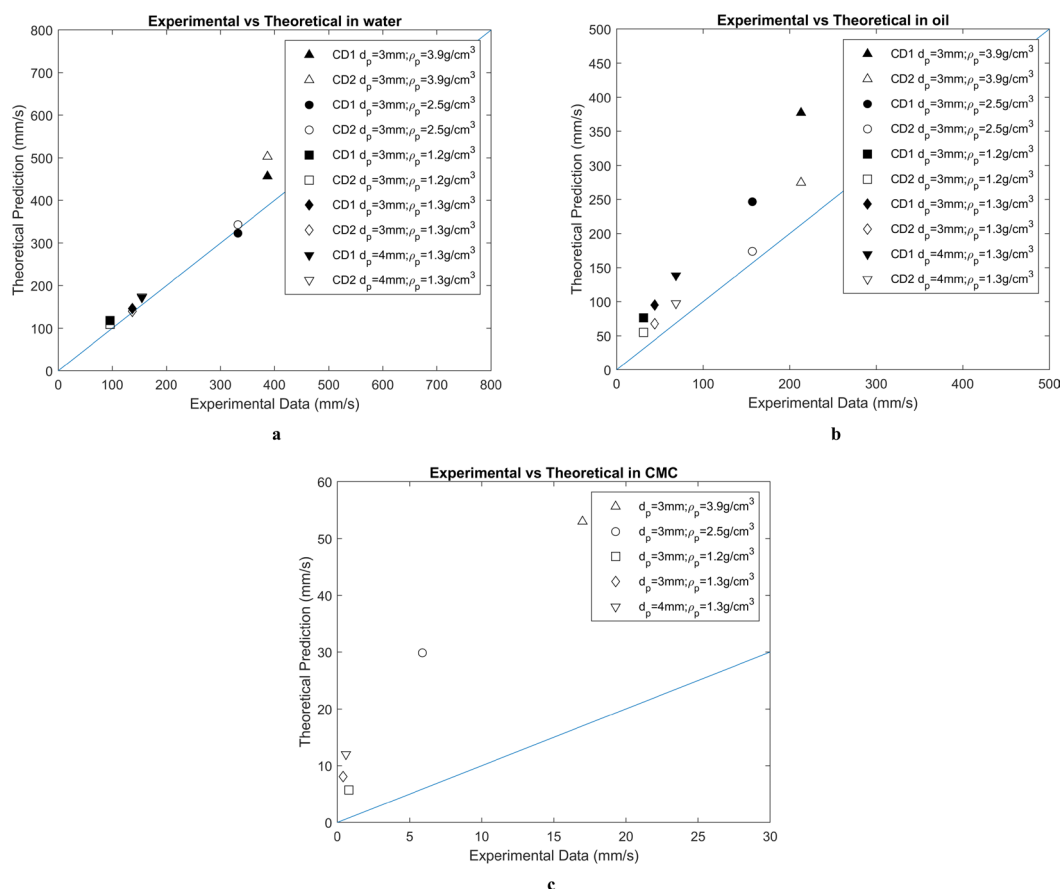 Experimental vs Theoretical in water
Theoretical Prediction (mm/s)
800
700
600
500
400
300
200
100
0
CD1 dp=3mm;ρp=3.9g/cm³
CD2 dp=3mm;ρp=3.9g/cm³
CD1 dp=3mm;ρp=2.5g/cm³
CD2 dp=3mm;ρp=2.5g/cm³
CD1 dp=3mm;ρp=1.2g/cm³
CD2 dp=3mm;ρp=1.2g/cm³
CD1 dp=3mm;ρp=1.3g/cm³
CD2 dp=3mm;ρp=1.3g/cm³
CD1 dp=4mm;ρp=1.3g/cm³
CD2 dp=4mm;ρp=1.3g/cm³
0 100 200 300 400 500 600 700 800
Experimental Data (mm/s)
a
Experimental vs Theoretical in oil
Theoretical Prediction (mm/s)
500
450
400
350
300
250
200
150
100
50
0
CD1 dp=3mm;ρp=3.9g/cm³
CD2 dp=3mm;ρp=3.9g/cm³
CD1 dp=3mm;ρp=2.5g/cm³
CD2 dp=3mm;ρp=2.5g/cm³
CD1 dp=3mm;ρp=1.2g/cm³
CD2 dp=3mm;ρp=1.2g/cm³
CD1 dp=3mm;ρp=1.3g/cm³
CD2 dp=3mm;ρp=1.3g/cm³
CD1 dp=4mm;ρp=1.3g/cm³
CD2 dp=4mm;ρp=1.3g/cm³
0 100 200 300 400 500
Experimental Data (mm/s)
b
Experimental vs Theoretical in CMC
Theoretical Prediction (mm/s)
60
50
40
30
20
10
0
dp=3mm;ρp=3.9g/cm³
dp=3mm;ρp=2.5g/cm³
dp=3mm;ρp=1.2g/cm³
dp=3mm;ρp=1.3g/cm³
dp=4mm;ρp=1.3g/cm³
0 5 10 15 20 25 30
Experimental Data (mm/s)
c